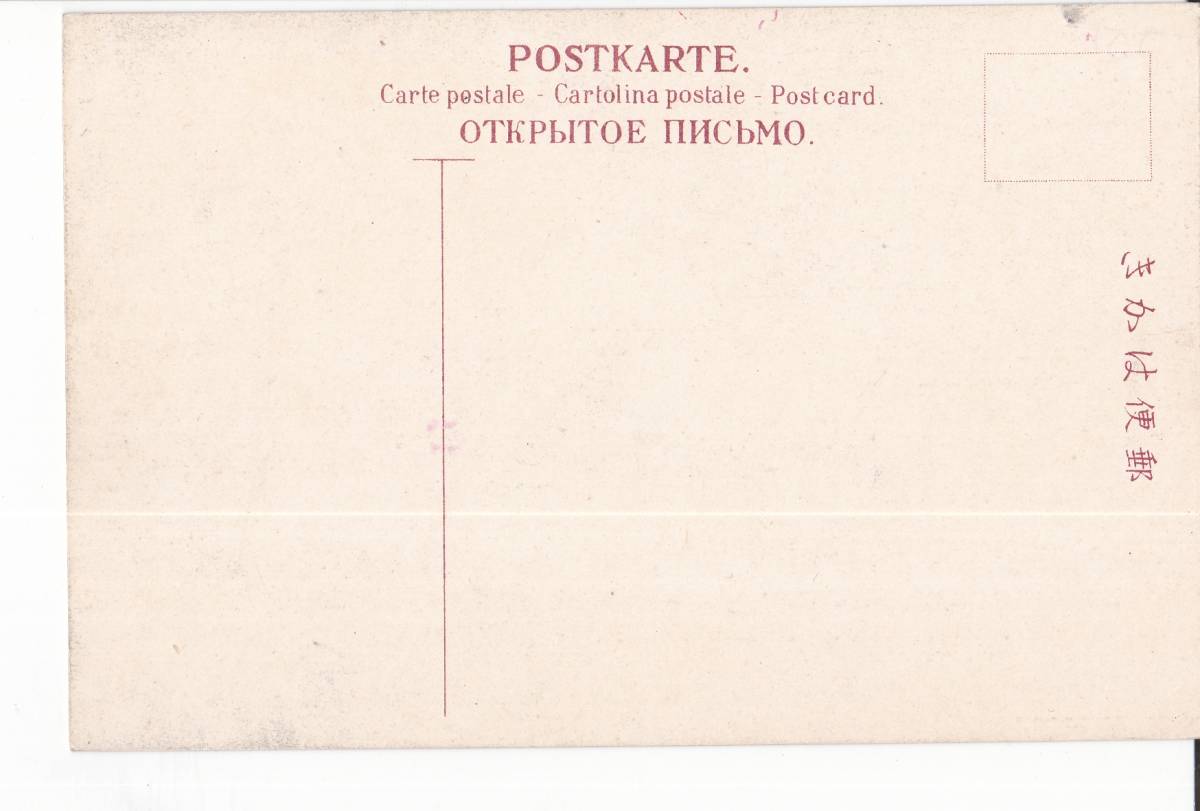 POSTKARTE.
Carte postale - Cartolina postale - Post card.
ОТКРЫТОЕ ПИСЬМО.
郵便はかき